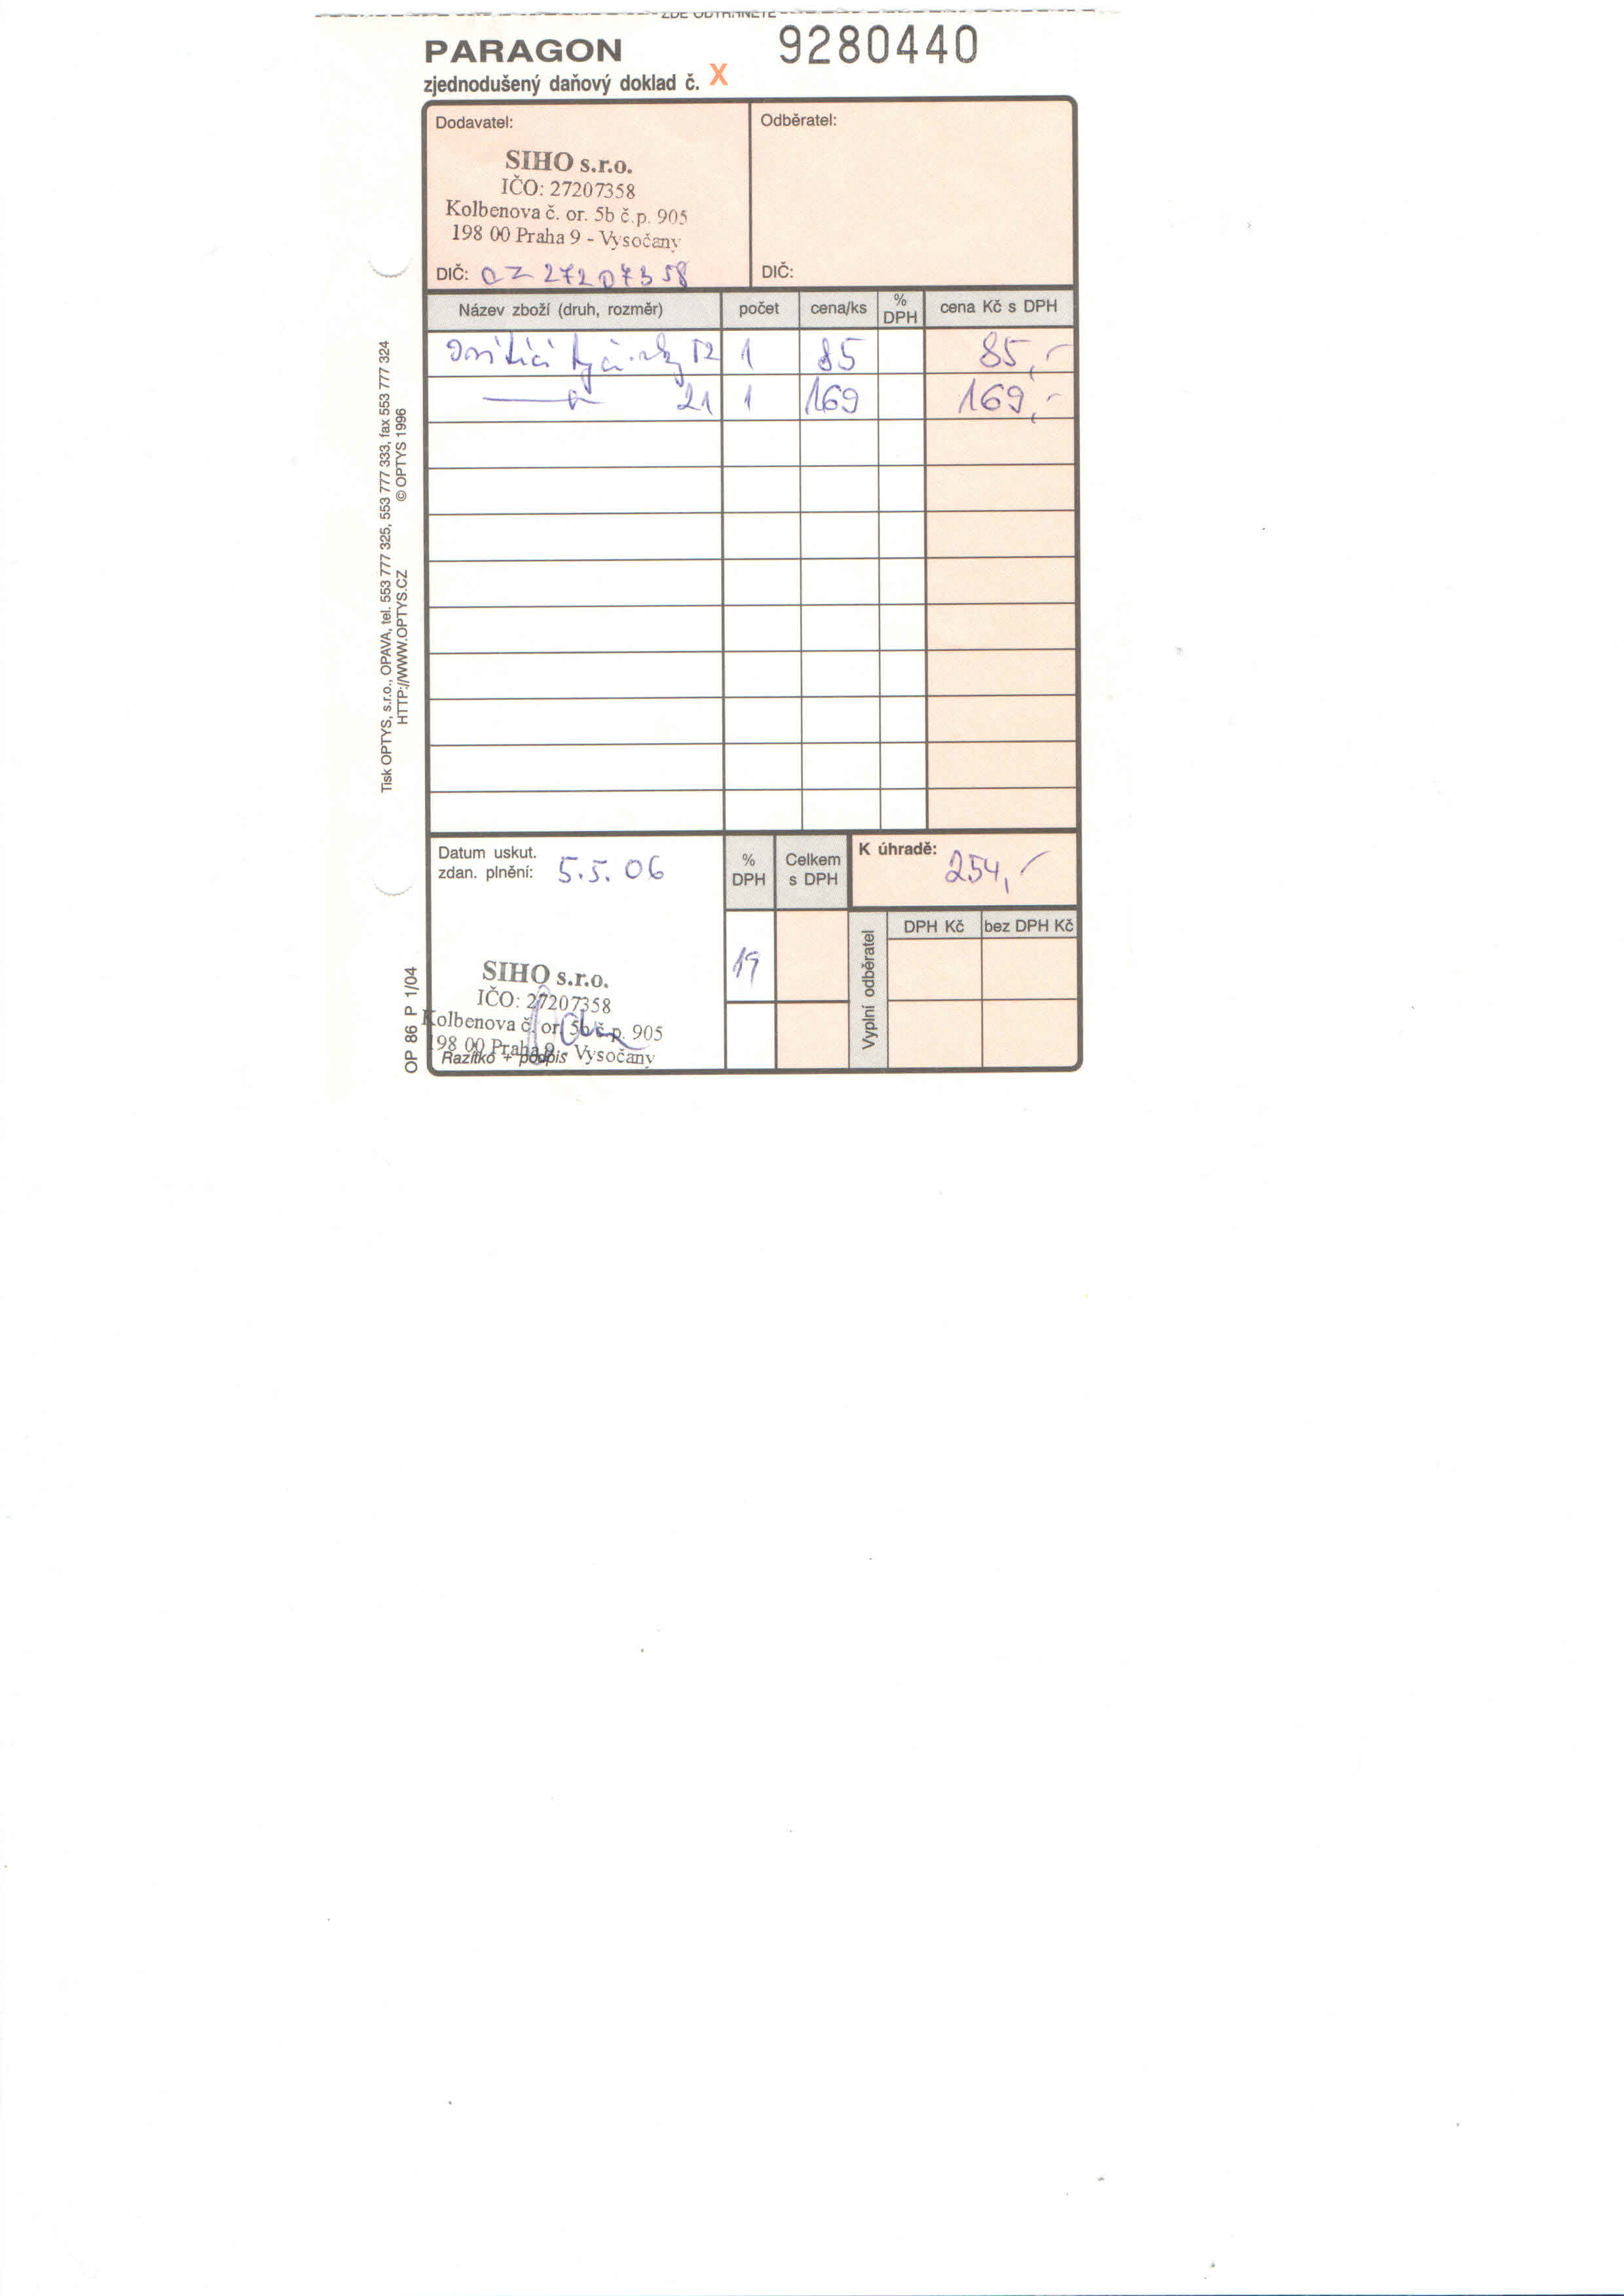 ZDE ODTRHNĚTE
PARAGON
9280440
zjednodušený daňový doklad č. X
Dodavatel:
Odběratel:
SIHO s.r.o.
IČO: 27207358
Kolbenova č. or. 5b č.p. 905
198 00 Praha 9 - Vysočany
DIČ: CZ 27207358
DIČ:
Název zboží (druh, rozměr) počet cena/ks % DPH cena Kč s DPH
tyčinky 1 85 85,-
21 1 169 169,-
Tisk OPTYS, s.r.o., OPAVA, tel. 553 777 325, 553 777 333, fax 553 777 324
HTTP://WWW.OPTYS.CZ © OPTYS 1996
Datum uskut.
zdan. plnění: 5.5.06
% DPH
Celkem s DPH
K úhradě: 254,-
19
Vyplní odběratel
DPH Kč
bez DPH Kč
SIHO s.r.o.
IČO: 27207358
Kolbenova č. or. 5b č.p. 905
198 00 Praha 9 - Vysočany
Razítko + podpis
OP 86 P 1/04